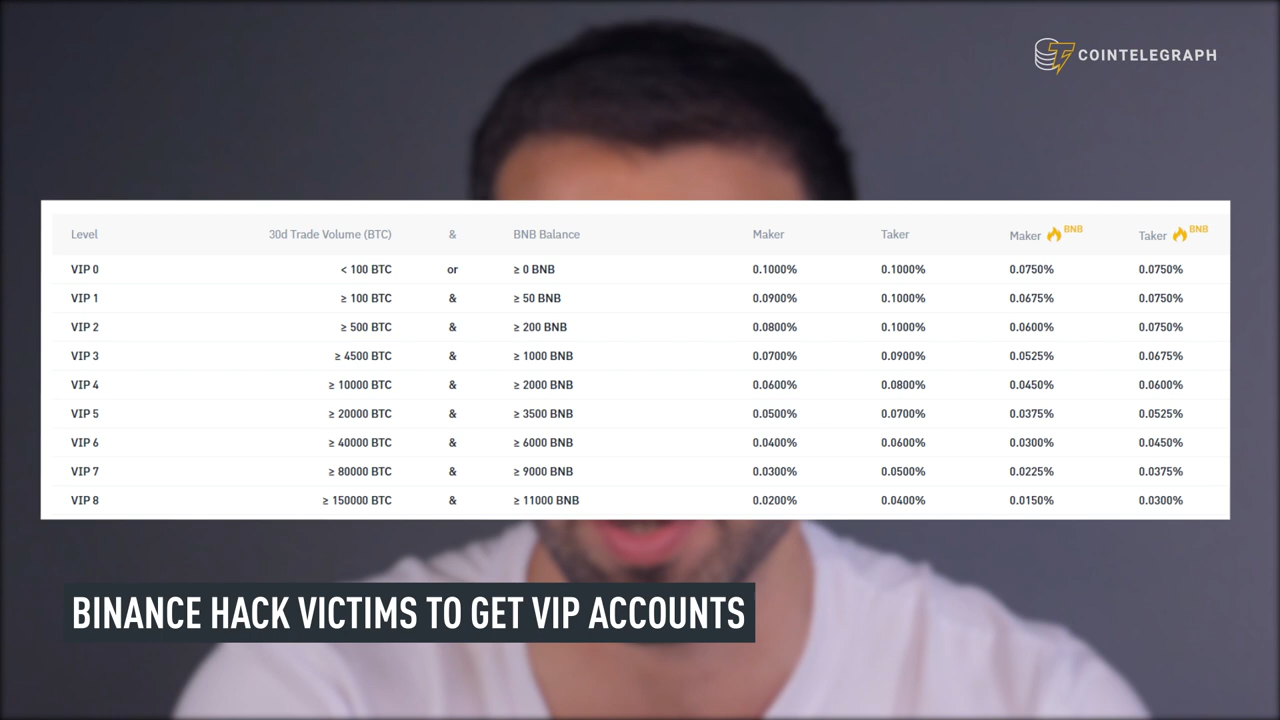 COINTELEGRAPH
Level 30d Trade Volume (BTC) & BNB Balance Maker Taker Maker BNB Taker BNB
VIP 0 < 100 BTC or ≥ 0 BNB 0.1000% 0.1000% 0.0750% 0.0750%
VIP 1 ≥ 100 BTC & ≥ 50 BNB 0.0900% 0.1000% 0.0675% 0.0750%
VIP 2 ≥ 500 BTC & ≥ 200 BNB 0.0800% 0.1000% 0.0600% 0.0750%
VIP 3 ≥ 4500 BTC & ≥ 1000 BNB 0.0700% 0.0900% 0.0525% 0.0675%
VIP 4 ≥ 10000 BTC & ≥ 2000 BNB 0.0600% 0.0800% 0.0450% 0.0600%
VIP 5 ≥ 20000 BTC & ≥ 3500 BNB 0.0500% 0.0700% 0.0375% 0.0525%
VIP 6 ≥ 40000 BTC & ≥ 6000 BNB 0.0400% 0.0600% 0.0300% 0.0450%
VIP 7 ≥ 80000 BTC & ≥ 9000 BNB 0.0300% 0.0500% 0.0225% 0.0375%
VIP 8 ≥ 150000 BTC & ≥ 11000 BNB 0.0200% 0.0400% 0.0150% 0.0300%
BINANCE HACK VICTIMS TO GET VIP ACCOUNTS